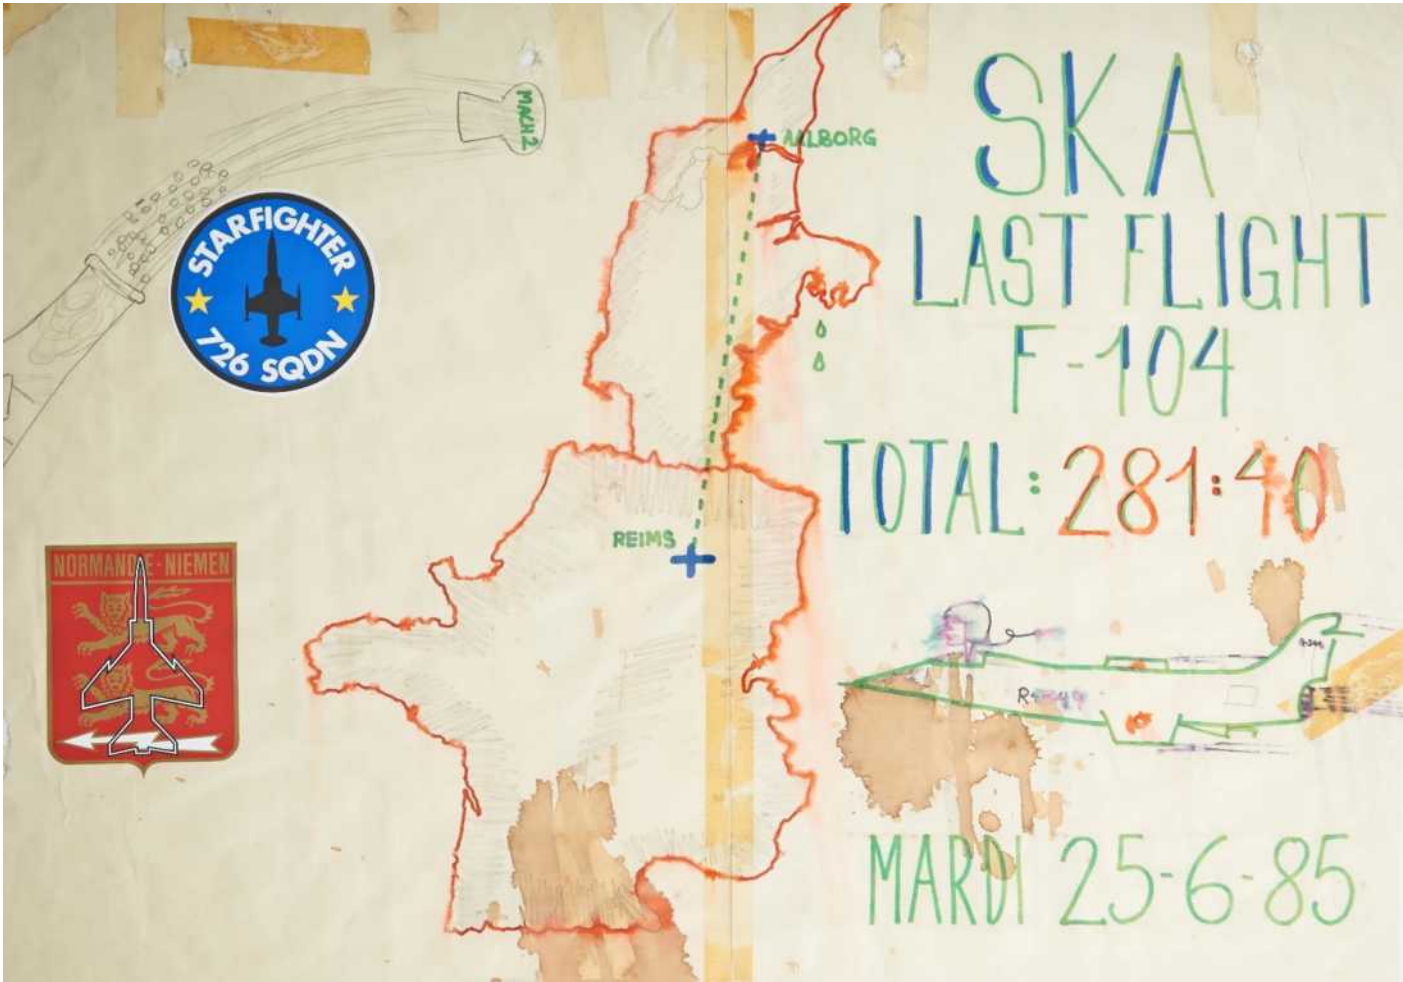 MACH 2
STARFIGHTER
726 SQDN
AALBORG
SKA
LAST FLIGHT
F-104
TOTAL: 281:40
REIMS
NORMANDIE-NIEMEN
MARDI 25-6-85